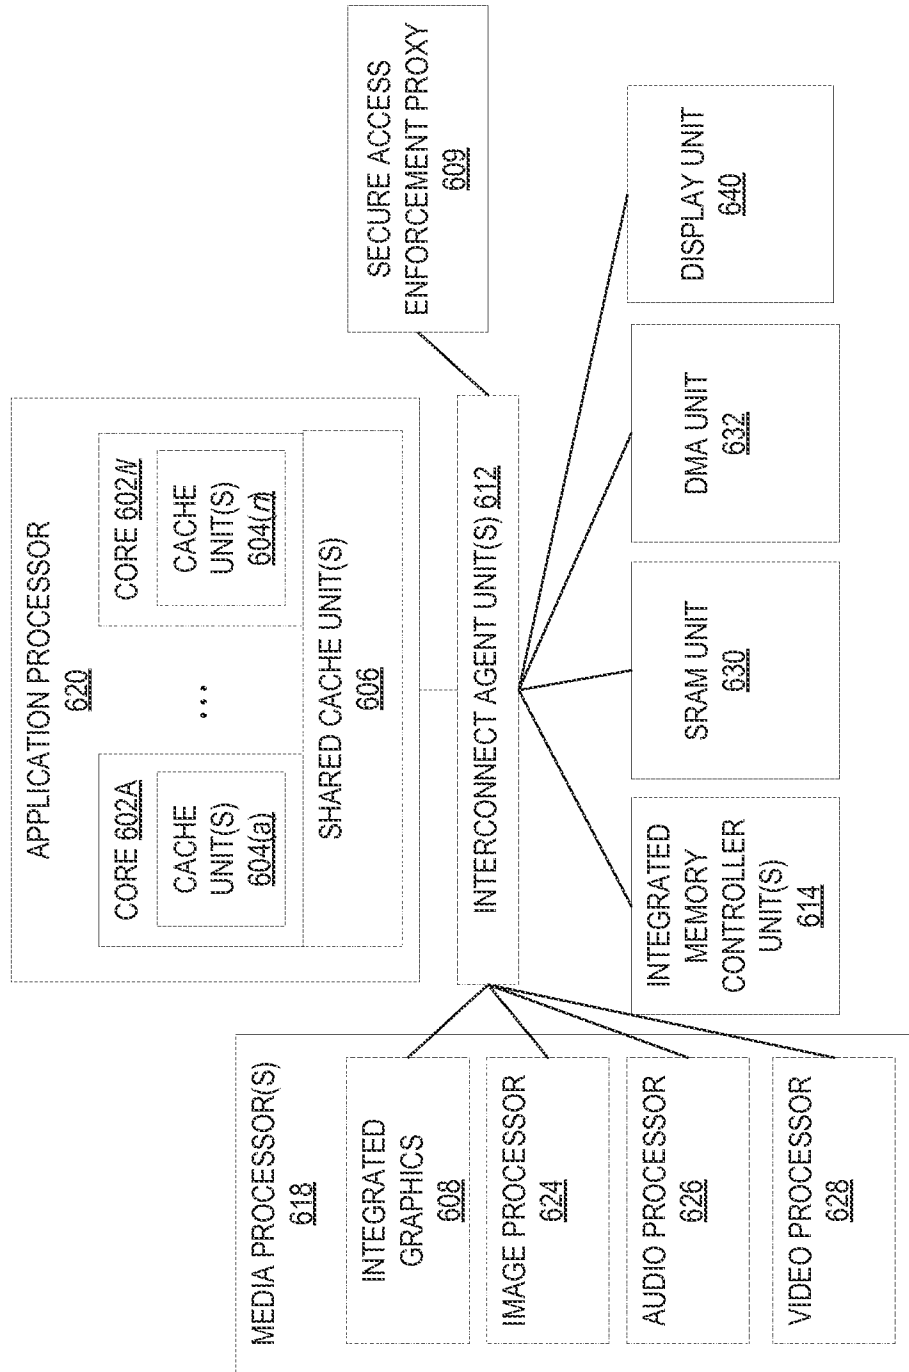 APPLICATION PROCESSOR
620
CORE 602A
CACHE
UNIT(S)
604(a)
...
CORE 602N
CACHE
UNIT(S)
604(n)
SHARED CACHE UNIT(S)
606
MEDIA PROCESSOR(S)
618
INTEGRATED
GRAPHICS
608
IMAGE PROCESSOR
624
AUDIO PROCESSOR
626
VIDEO PROCESSOR
628
INTERCONNECT AGENT UNIT(S) 612
SECURE ACCESS
ENFORCEMENT PROXY
609
INTEGRATED
MEMORY
CONTROLLER
UNIT(S)
614
SRAM UNIT
630
DMA UNIT
632
DISPLAY UNIT
640